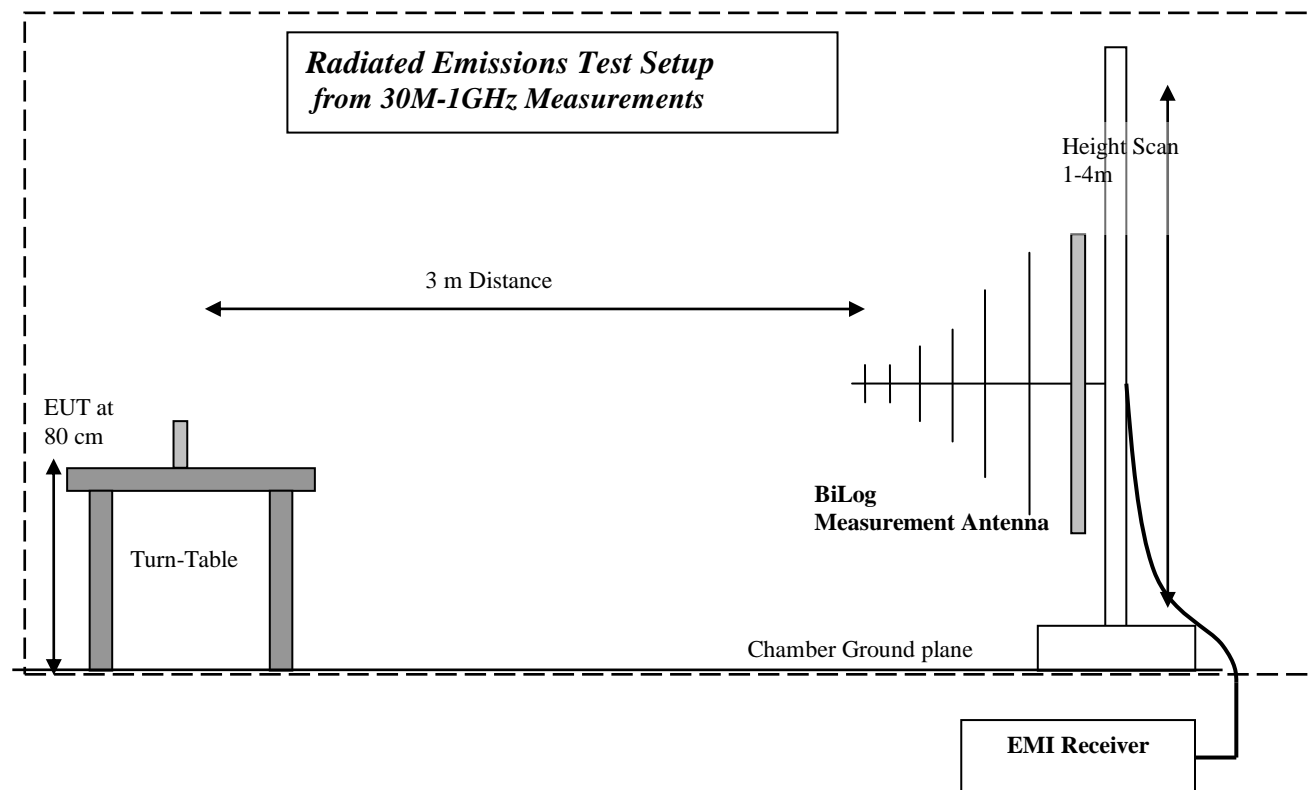 Radiated Emissions Test Setup
from 30M-1GHz Measurements
Height Scan
1-4m
3 m Distance
EUT at
80 cm
BiLog
Measurement Antenna
Turn-Table
Chamber Ground plane
EMI Receiver